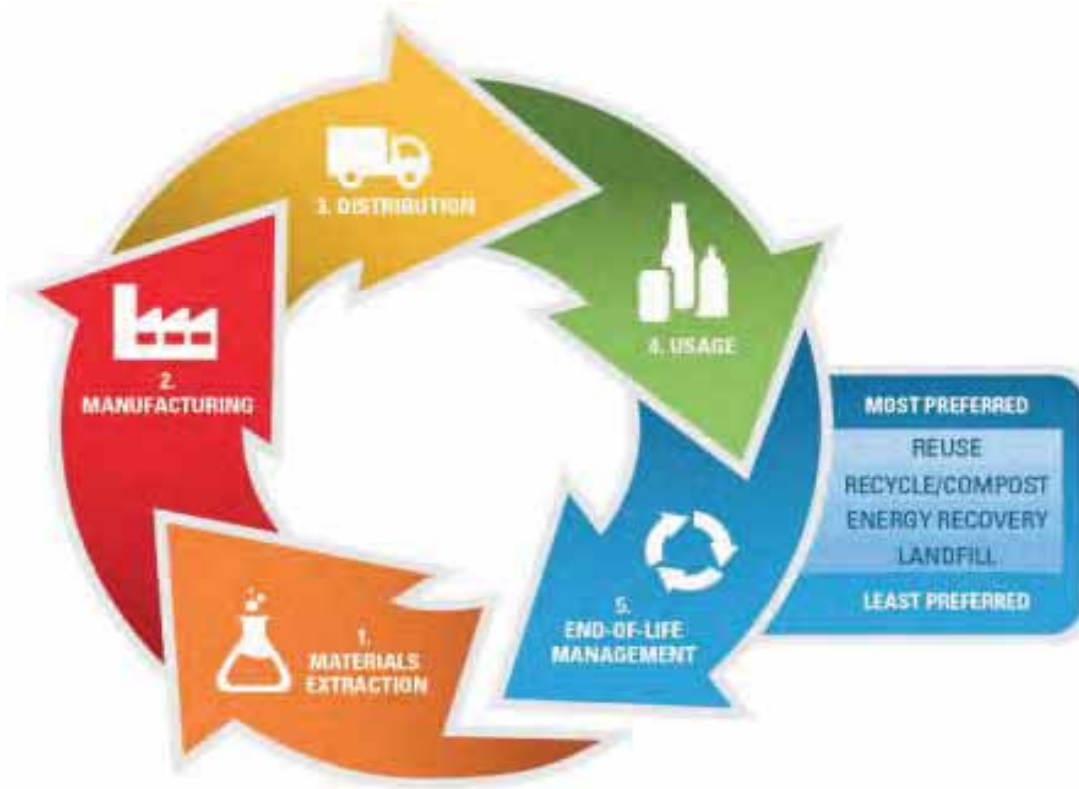 3. DISTRIBUTION
4. USAGE
2.
MANUFACTURING
MOST PREFERRED
REUSE
RECYCLE/COMPOST
ENERGY RECOVERY
LANDFILL
LEAST PREFERRED
5.
END-OF-LIFE
MANAGEMENT
1.
MATERIALS
EXTRACTION